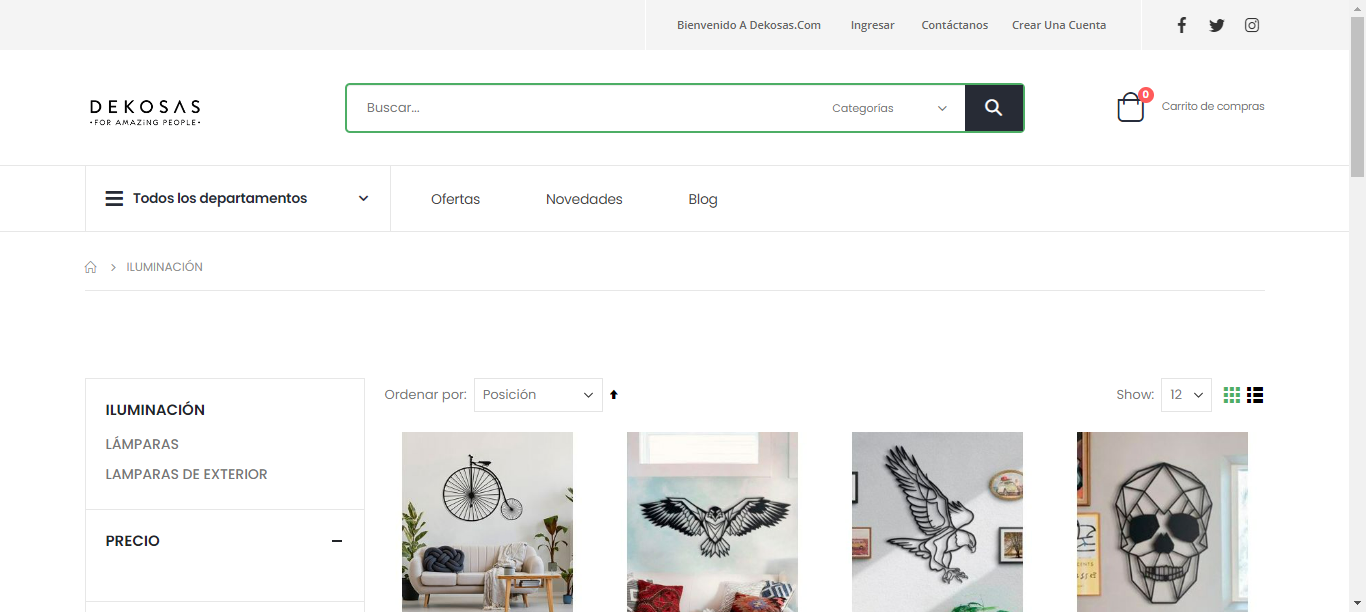 Bienvenido A Dekosas.Com
Ingresar
Contáctanos
Crear Una Cuenta
DEKOSAS
•FOR AMAZING PEOPLE•
Buscar...
Categorias
0
Carrito de compras
Todos los departamentos
Ofertas
Novedades
Blog
ILUMINACIÓN
ILUMINACIÓN
LÁMPARAS
LAMPARAS DE EXTERIOR
PRECIO
Ordenar por:
Posición
Show:
12